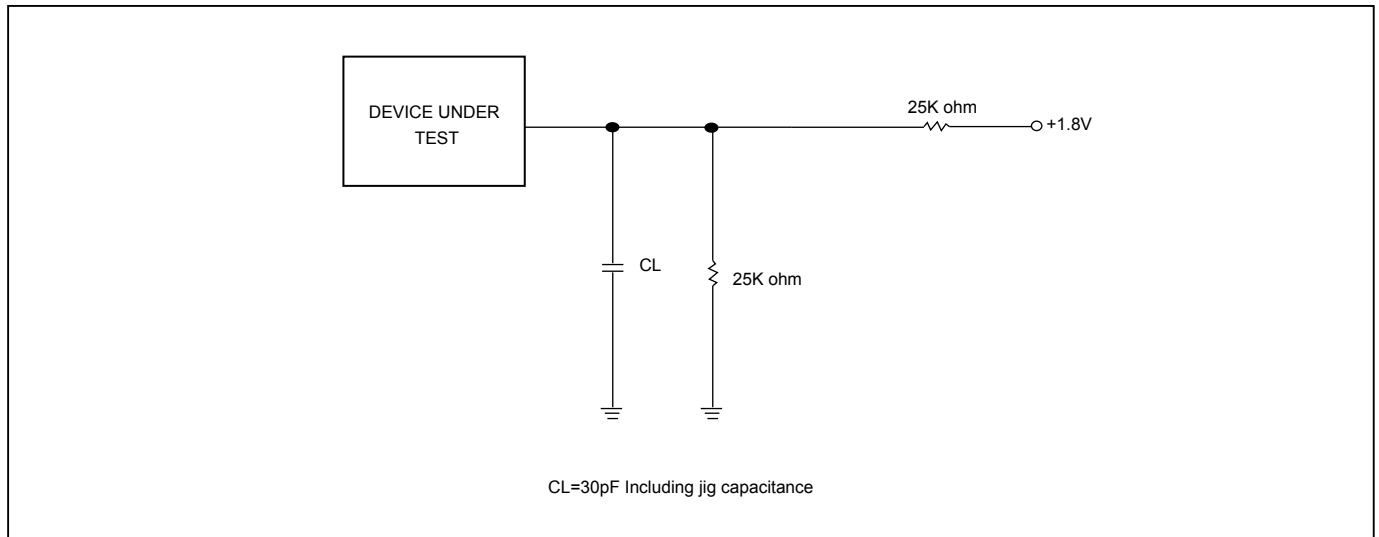 DEVICE UNDER
TEST
25K ohm
+1.8V
CL
25K ohm
CL=30pF Including jig capacitance